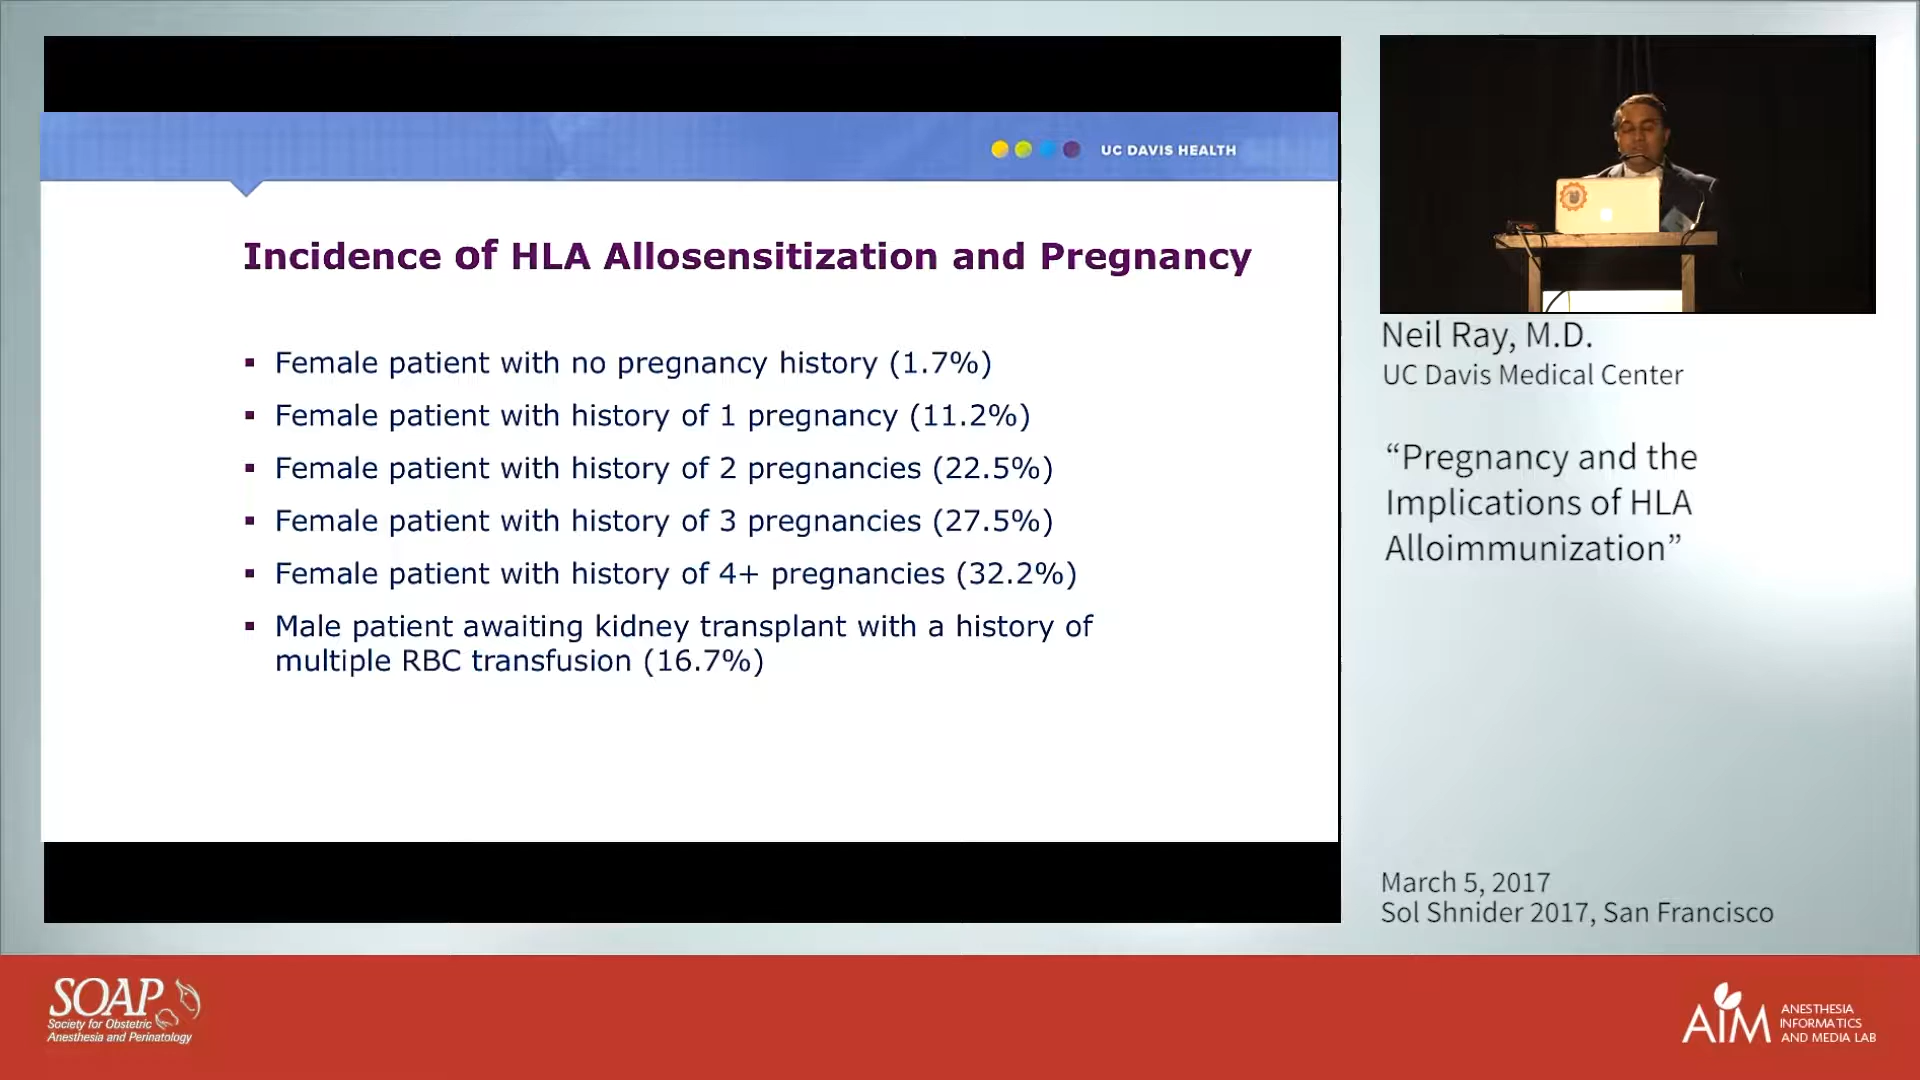 UC DAVIS HEALTH
Incidence of HLA Allosensitization and Pregnancy
▪ Female patient with no pregnancy history (1.7%)
▪ Female patient with history of 1 pregnancy (11.2%)
▪ Female patient with history of 2 pregnancies (22.5%)
▪ Female patient with history of 3 pregnancies (27.5%)
▪ Female patient with history of 4+ pregnancies (32.2%)
▪ Male patient awaiting kidney transplant with a history of
multiple RBC transfusion (16.7%)
Neil Ray, M.D.
UC Davis Medical Center
“Pregnancy and the
Implications of HLA
Alloimmunization”
March 5, 2017
Sol Shnider 2017, San Francisco
SOAP
Society for Obstetric
Anesthesia and Perinatology
AIM
ANESTHESIA
INFORMATICS
AND MEDIA LAB